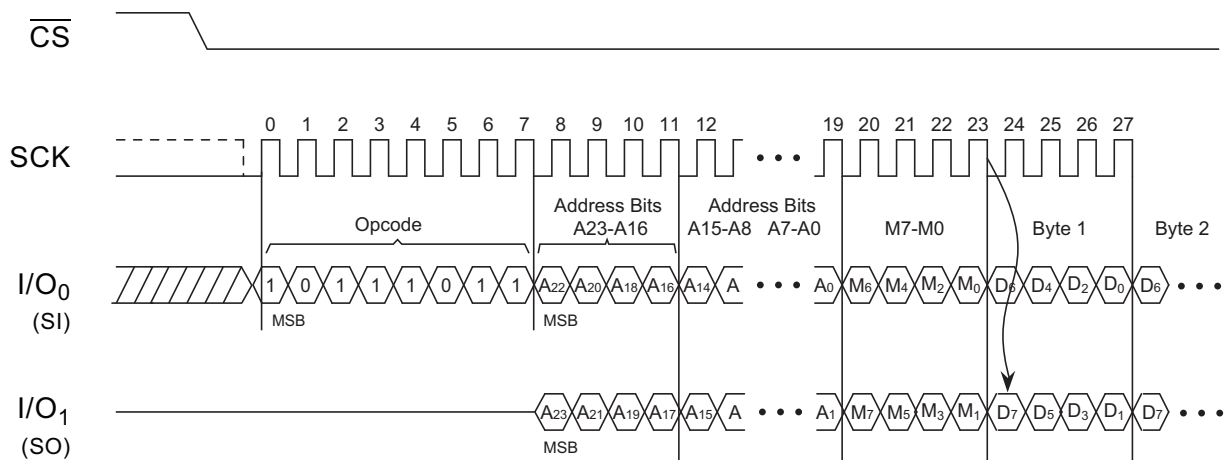 CS
0 1 2 3 4 5 6 7 8 9 10 11 12 19 20 21 22 23 24 25 26 27
SCK
Opcode
Address Bits
A23-A16
Address Bits
A15-A8 A7-A0
M7-M0
Byte 1
Byte 2
I/O0
(SI)
1 0 1 1 1 0 1 1 A22 A20 A18 A16 A14 A A0 M6 M4 M2 M0 D6 D4 D2 D0 D6
MSB MSB
I/O1
(SO)
A23 A21 A19 A17 A15 A A1 M7 M5 M3 M1 D7 D5 D3 D1 D7
MSB